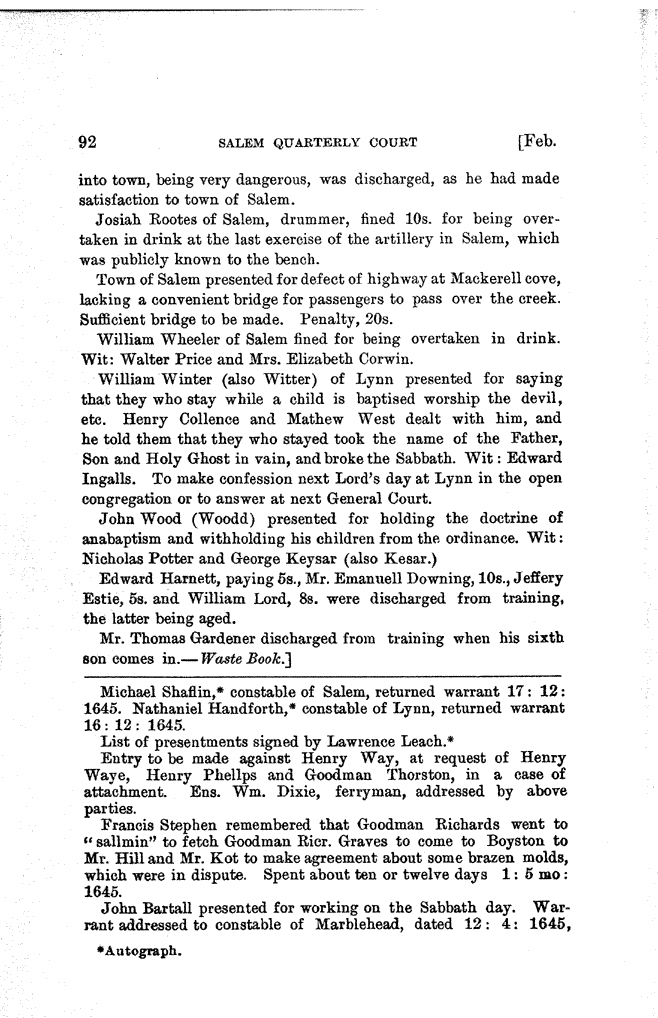 92 SALEM QUARTERLY COURT [Feb.
into town, being very dangerous, was discharged, as he had made
satisfaction to town of Salem.
Josiah Rootes of Salem, drummer, fined 10s. for being over-
taken in drink at the last exercise of the artillery in Salem, which
was publicly known to the bench.
Town of Salem presented for defect of highway at Mackerell cove,
lacking a convenient bridge for passengers to pass over the creek.
Sufficient bridge to be made. Penalty, 20s.
William Wheeler of Salem fined for being overtaken in drink.
Wit: Walter Price and Mrs. Elizabeth Corwin.
William Winter (also Witter) of Lynn presented for saying
that they who stay while a child is baptised worship the devil,
etc. Henry Collence and Mathew West dealt with him, and
he told them that they who stayed took the name of the Father,
Son and Holy Ghost in vain, and broke the Sabbath. Wit: Edward
Ingalls. To make confession next Lord's day at Lynn in the open
congregation or to answer at next General Court.
John Wood (Woodd) presented for holding the doctrine of
anabaptism and withholding his children from the ordinance. Wit:
Nicholas Potter and George Keysar (also Kesar.)
Edward Harnett, paying 5s., Mr. Emanuell Downing, 10s., Jeffery
Estie, 5s. and William Lord, 8s. were discharged from training,
the latter being aged.
Mr. Thomas Gardener discharged from training when his sixth
son comes in.—Waste Book.]
Michael Shaflin,* constable of Salem, returned warrant 17: 12:
1645. Nathaniel Handforth,* constable of Lynn, returned warrant
16: 12: 1645.
List of presentments signed by Lawrence Leach.*
Entry to be made against Henry Way, at request of Henry
Waye, Henry Phellps and Goodman Thorston, in a case of
attachment. Ens. Wm. Dixie, ferryman, addressed by above
parties.
Francis Stephen remembered that Goodman Richards went to
"sallmin" to fetch Goodman Ricr. Graves to come to Boyston to
Mr. Hill and Mr. Kot to make agreement about some brazen molds,
which were in dispute. Spent about ten or twelve days 1: 5 mo:
1645.
John Bartall presented for working on the Sabbath day. War-
rant addressed to constable of Marblehead, dated 12: 4: 1645,
*Autograph.